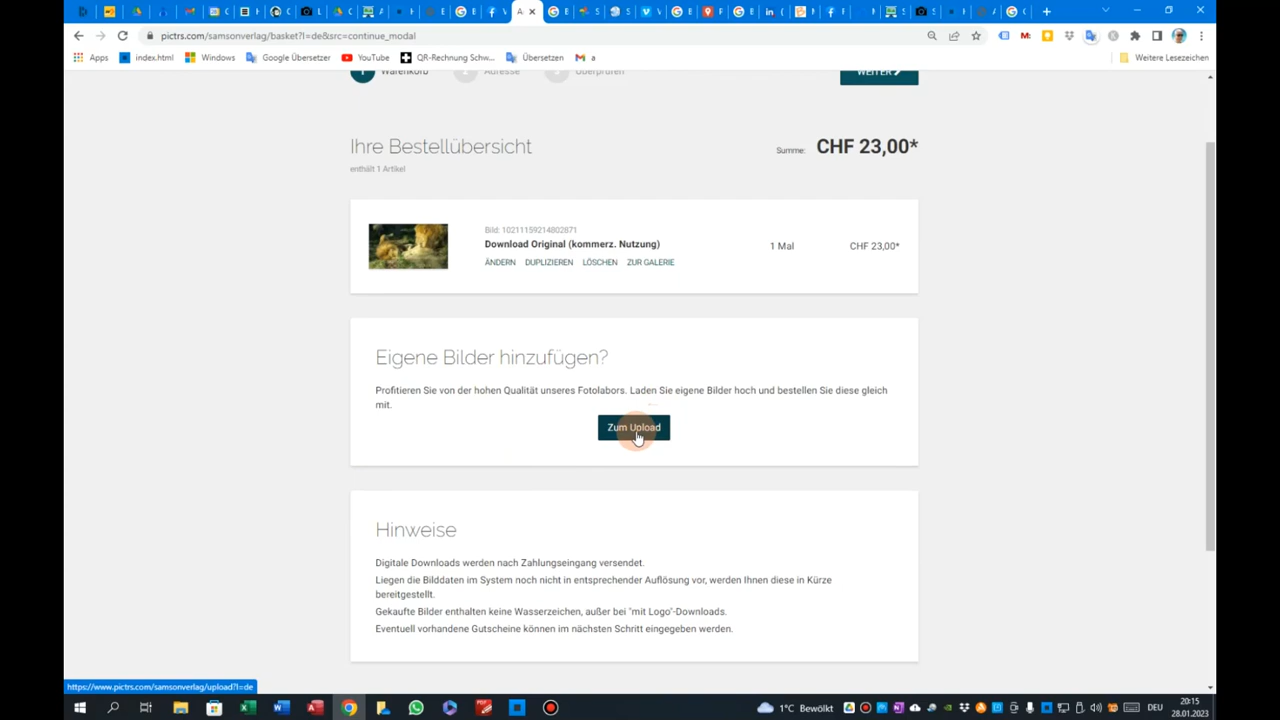 pictrs.com/samsonverlag/basket?l=de&src=continue_modal
Apps index.html Windows Google Übersetzer YouTube QR-Rechnung Schw... Übersetzen a Weitere Lesezeichen
1 Warenkorb 2 Adresse 3 Überprüfen WEITER
Ihre Bestellübersicht
Summe: CHF 23,00*
enthält 1 Artikel
Bild: 10211159214802871
Download Original (kommerz. Nutzung)
1 Mal CHF 23,00*
ÄNDERN DUPLIZIEREN LÖSCHEN ZUR GALERIE
Eigene Bilder hinzufügen?
Profitieren Sie von der hohen Qualität unseres Fotolabors. Laden Sie eigene Bilder hoch und bestellen Sie diese gleich
mit.
Zum Upload
Hinweise
Digitale Downloads werden nach Zahlungseingang versendet.
Liegen die Bilddaten im System noch nicht in entsprechender Auflösung vor, werden Ihnen diese in Kürze
bereitgestellt.
Gekaufte Bilder enthalten keine Wasserzeichen, außer bei "mit Logo"-Downloads.
Eventuell vorhandene Gutscheine können im nächsten Schritt eingegeben werden.
https://www.pictrs.com/samsonverlag/upload?l=de
1°C Bewölkt DEU 20:15
28.01.2023